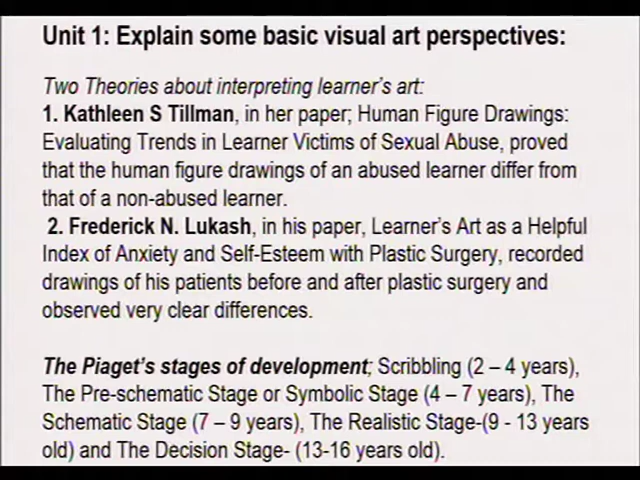 Unit 1: Explain some basic visual art perspectives:
Two Theories about interpreting learner's art:
1. Kathleen S Tillman, in her paper; Human Figure Drawings:
Evaluating Trends in Learner Victims of Sexual Abuse, proved
that the human figure drawings of an abused learner differ from
that of a non-abused learner.
2. Frederick N. Lukash, in his paper, Learner's Art as a Helpful
Index of Anxiety and Self-Esteem with Plastic Surgery, recorded
drawings of his patients before and after plastic surgery and
observed very clear differences.
The Piaget's stages of development; Scribbling (2 – 4 years),
The Pre-schematic Stage or Symbolic Stage (4 – 7 years), The
Schematic Stage (7 – 9 years), The Realistic Stage-(9 - 13 years
old) and The Decision Stage- (13-16 years old).